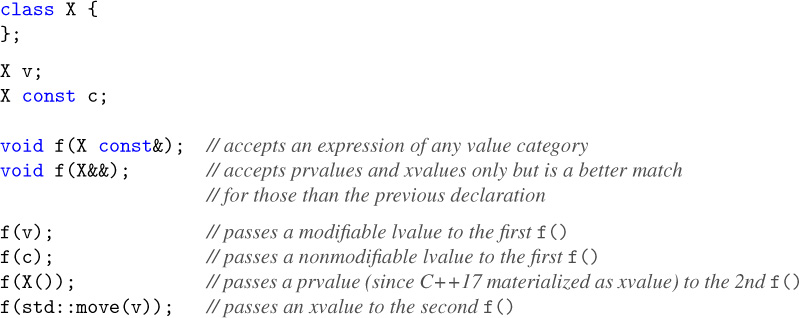 class X {
};
X v;
X const c;
void f(X const&); // accepts an expression of any value category
void f(X&&); // accepts prvalues and xvalues only but is a better match
// for those than the previous declaration
f(v); // passes a modifiable lvalue to the first f()
f(c); // passes a nonmodifiable lvalue to the first f()
f(X()); // passes a prvalue (since C++17 materialized as xvalue) to the 2nd f()
f(std::move(v)); // passes an xvalue to the second f()